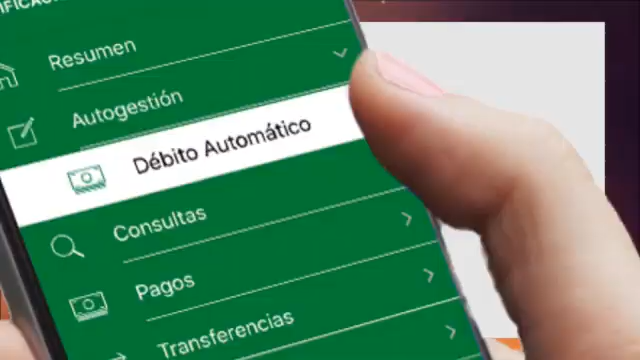 Resumen
Autogestión
Débito Automático
Consultas
Pagos
Transferencias